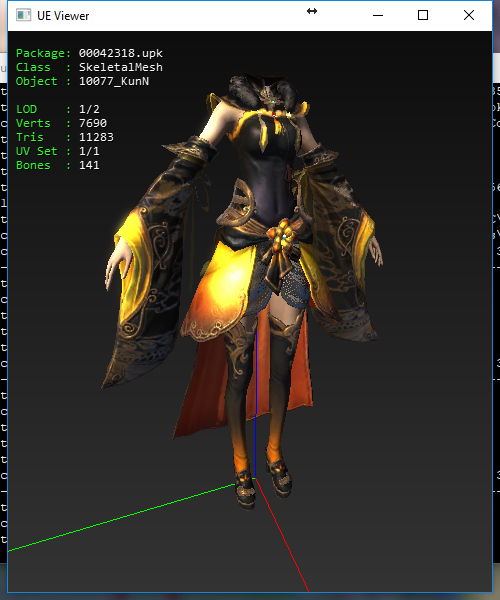 UE Viewer
Package: 00042318.upk
Class : SkeletalMesh
Object : 10077_KunN
LOD : 1/2
Verts : 7690
Tris : 11283
UV Set : 1/1
Bones : 141